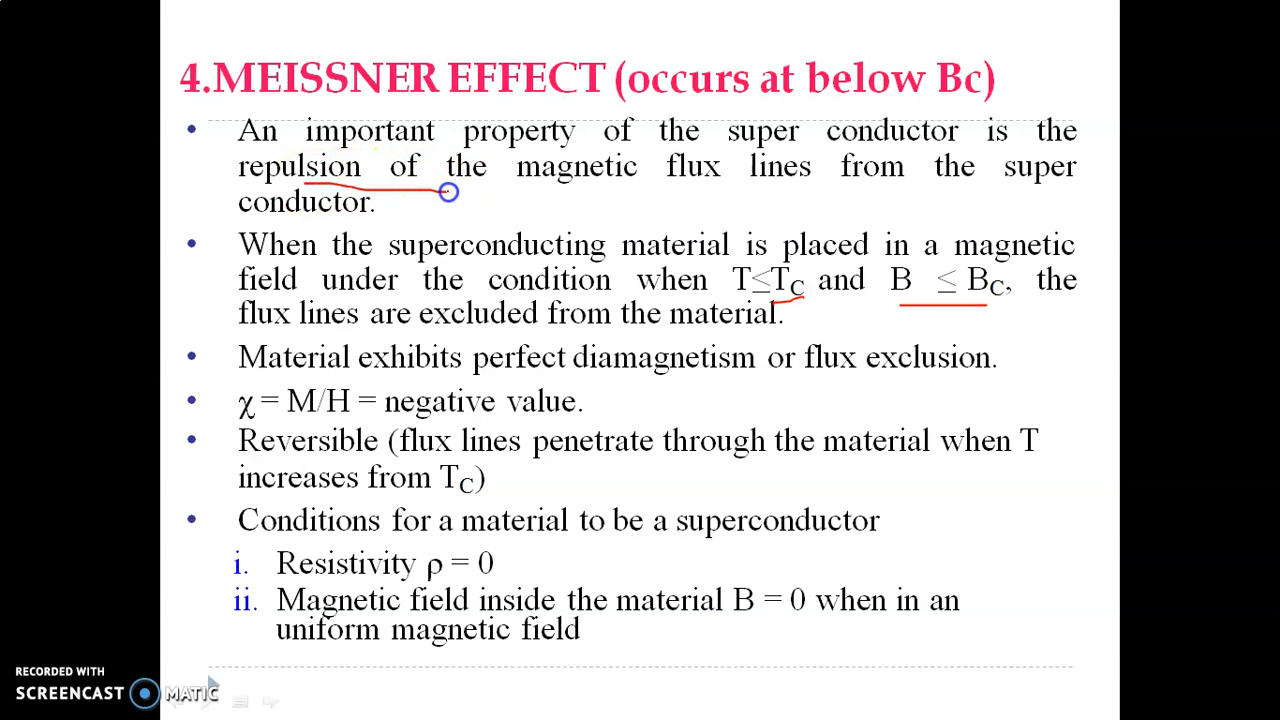 4.MEISSNER EFFECT (occurs at below Bc)
• An important property of the super conductor is the
repulsion of the magnetic flux lines from the super
conductor.
• When the superconducting material is placed in a magnetic
field under the condition when T≤TC and B ≤ BC, the
flux lines are excluded from the material.
• Material exhibits perfect diamagnetism or flux exclusion.
• χ = M/H = negative value.
• Reversible (flux lines penetrate through the material when T
increases from TC)
• Conditions for a material to be a superconductor
i. Resistivity ρ = 0
ii. Magnetic field inside the material B = 0 when in an
uniform magnetic field
RECORDED WITH
SCREENCAST MATIC